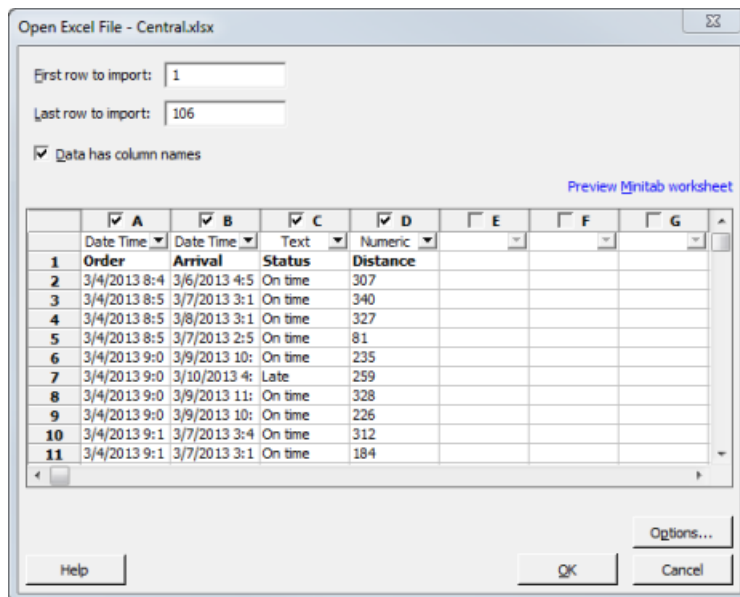 Open Excel File - Central.xlsx
First row to import: 1
Last row to import: 106
Data has column names
Preview Minitab worksheet
A B C D E F G
Date Time Date Time Text Numeric
1 Order Arrival Status Distance
2 3/4/2013 8:4 3/6/2013 4:5 On time 307
3 3/4/2013 8:5 3/7/2013 3:1 On time 340
4 3/4/2013 8:5 3/8/2013 3:1 On time 327
5 3/4/2013 8:5 3/7/2013 2:5 On time 81
6 3/4/2013 9:0 3/9/2013 10: On time 235
7 3/4/2013 9:0 3/10/2013 4: Late 259
8 3/4/2013 9:0 3/9/2013 11: On time 328
9 3/4/2013 9:0 3/9/2013 10: On time 226
10 3/4/2013 9:1 3/7/2013 3:4 On time 312
11 3/4/2013 9:1 3/7/2013 3:1 On time 184
Options...
Help OK Cancel